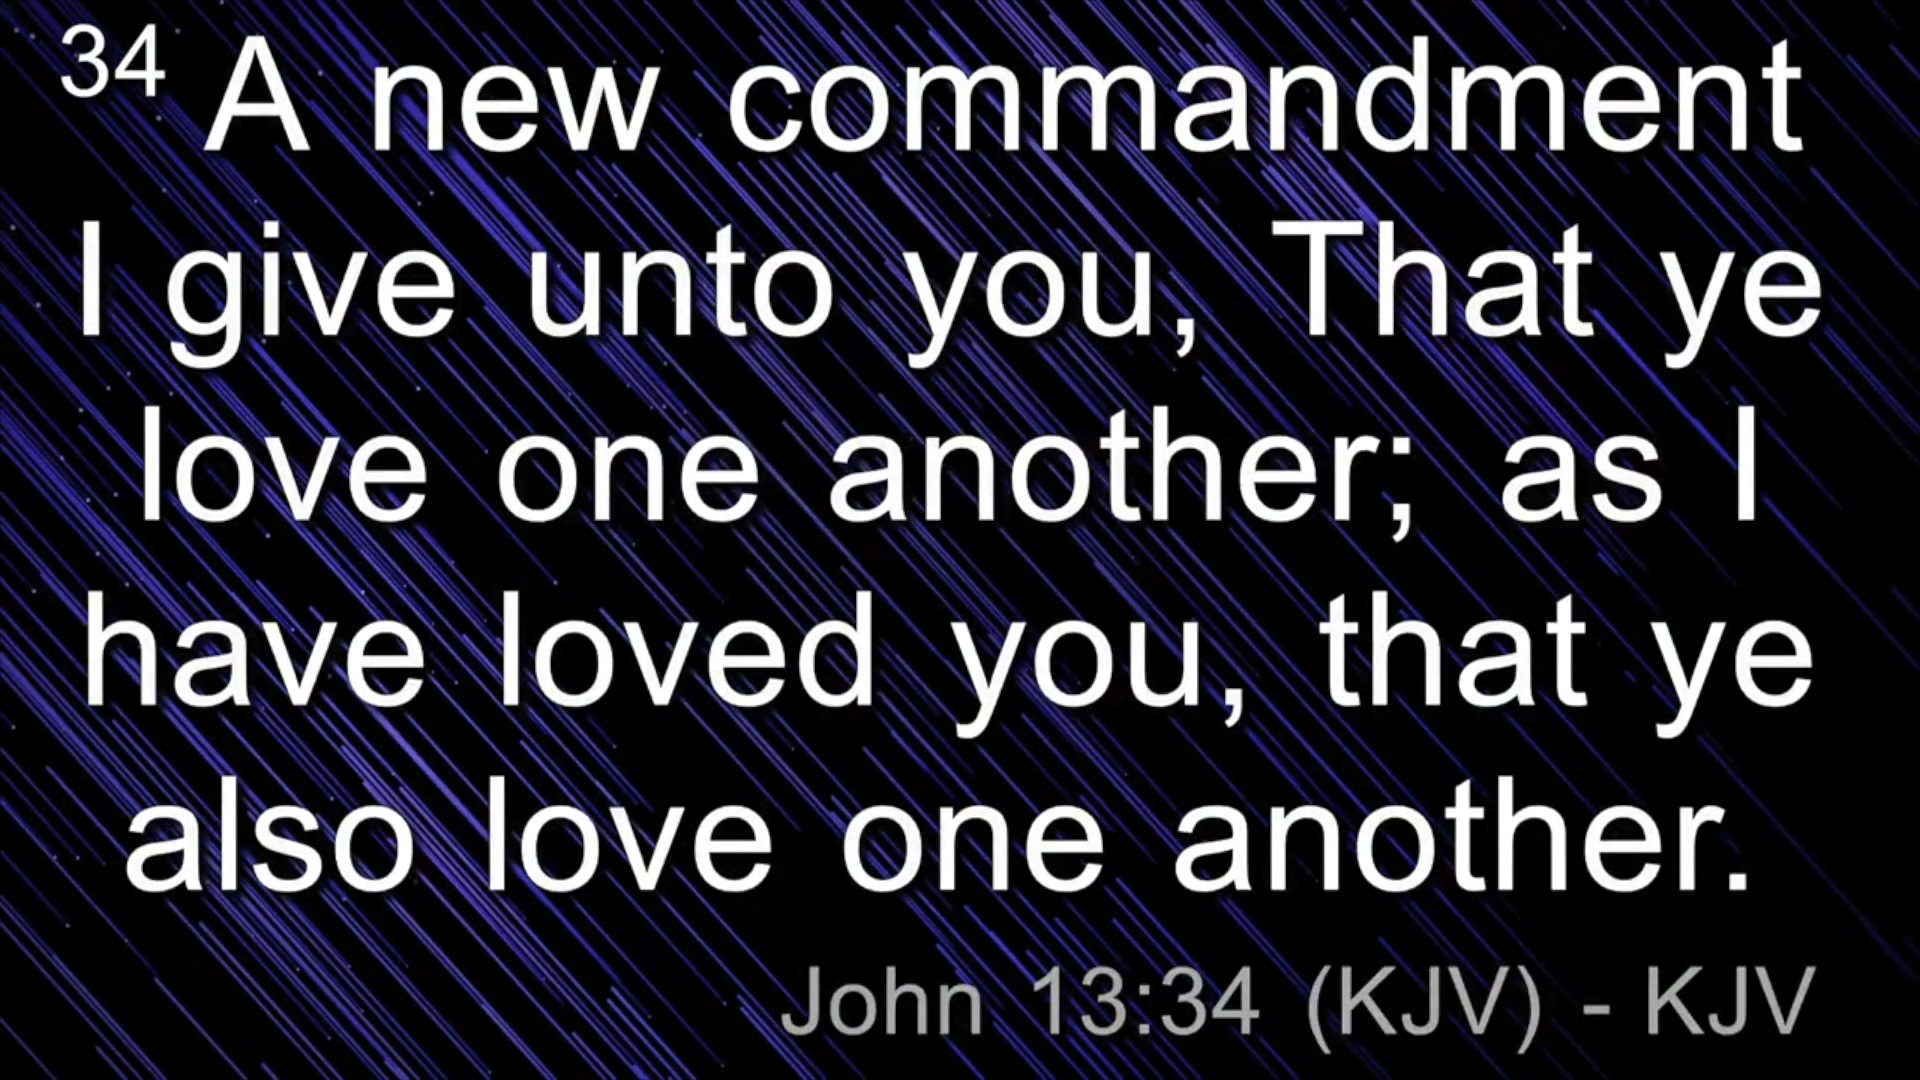 34 A new commandment
I give unto you, That ye
love one another; as I
have loved you, that ye
also love one another.
John 13:34 (KJV) - KJV